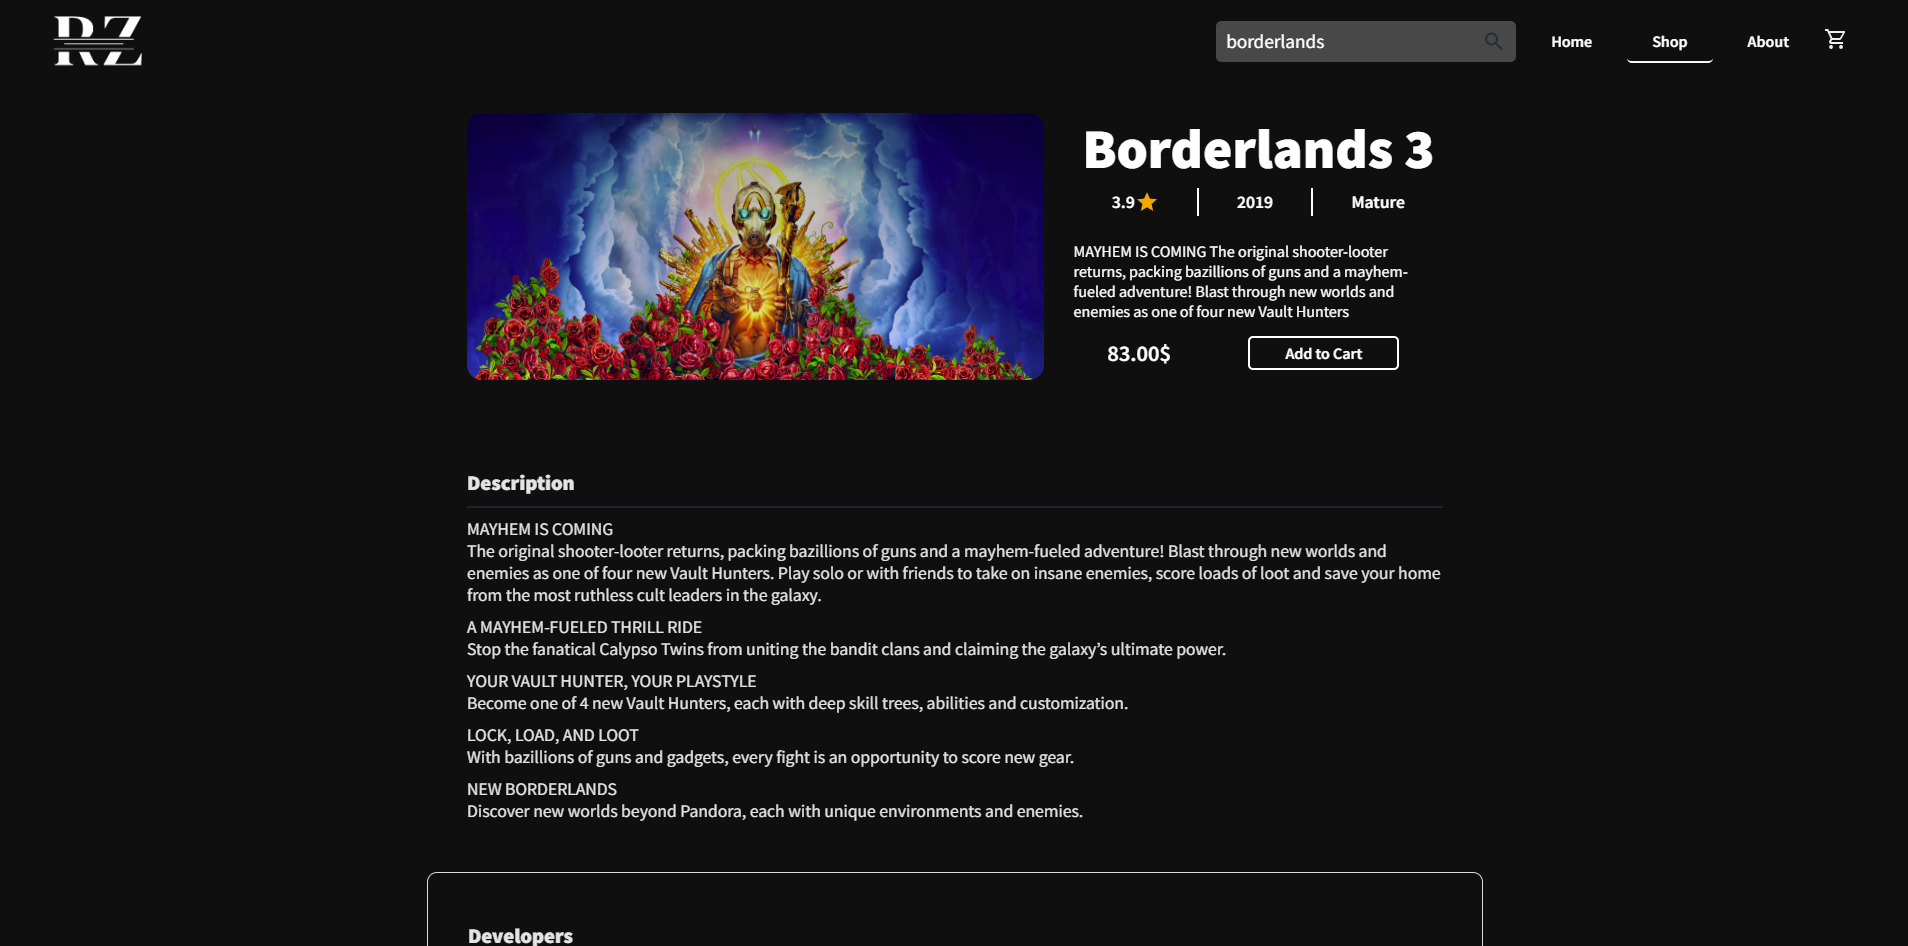 RZ
borderlands
Home
Shop
About
Borderlands 3
3.9
2019
Mature
MAYHEM IS COMING The original shooter-looter
returns, packing bazillions of guns and a mayhem-
fueled adventure! Blast through new worlds and
enemies as one of four new Vault Hunters
83.00$
Add to Cart
Description
MAYHEM IS COMING
The original shooter-looter returns, packing bazillions of guns and a mayhem-fueled adventure! Blast through new worlds and
enemies as one of four new Vault Hunters. Play solo or with friends to take on insane enemies, score loads of loot and save your home
from the most ruthless cult leaders in the galaxy.
A MAYHEM-FUELED THRILL RIDE
Stop the fanatical Calypso Twins from uniting the bandit clans and claiming the galaxy’s ultimate power.
YOUR VAULT HUNTER, YOUR PLAYSTYLE
Become one of 4 new Vault Hunters, each with deep skill trees, abilities and customization.
LOCK, LOAD, AND LOOT
With bazillions of guns and gadgets, every fight is an opportunity to score new gear.
NEW BORDERLANDS
Discover new worlds beyond Pandora, each with unique environments and enemies.
Developers